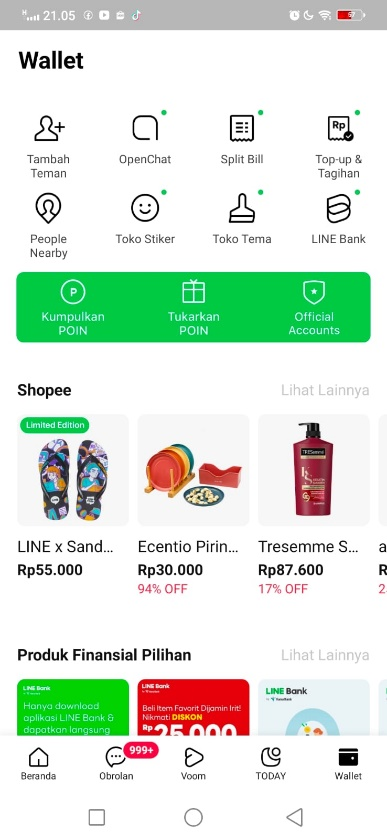 21.05
57
Wallet
Tambah Teman
OpenChat
Split Bill
Rp
Top-up & Tagihan
People Nearby
Toko Stiker
Toko Tema
LINE Bank
P
Kumpulkan POIN
Tukarkan POIN
Official Accounts
Shopee
Lihat Lainnya
Limited Edition
TRESemmé
LINE x Sand...
Ecentio Pirin...
Tresemme S...
Rp55.000
Rp30.000
Rp87.600
94% OFF
17% OFF
Produk Finansial Pilihan
Lihat Lainnya
LINE Bank
Hanya download
aplikasi LINE Bank &
dapatkan langsung
LINE Bank
Beli Item Favorit Dijamin Irit!
Nikmati DISKON
Rp 25.000
LINE Bank
999+
Beranda
Obrolan
Voom
TODAY
Wallet